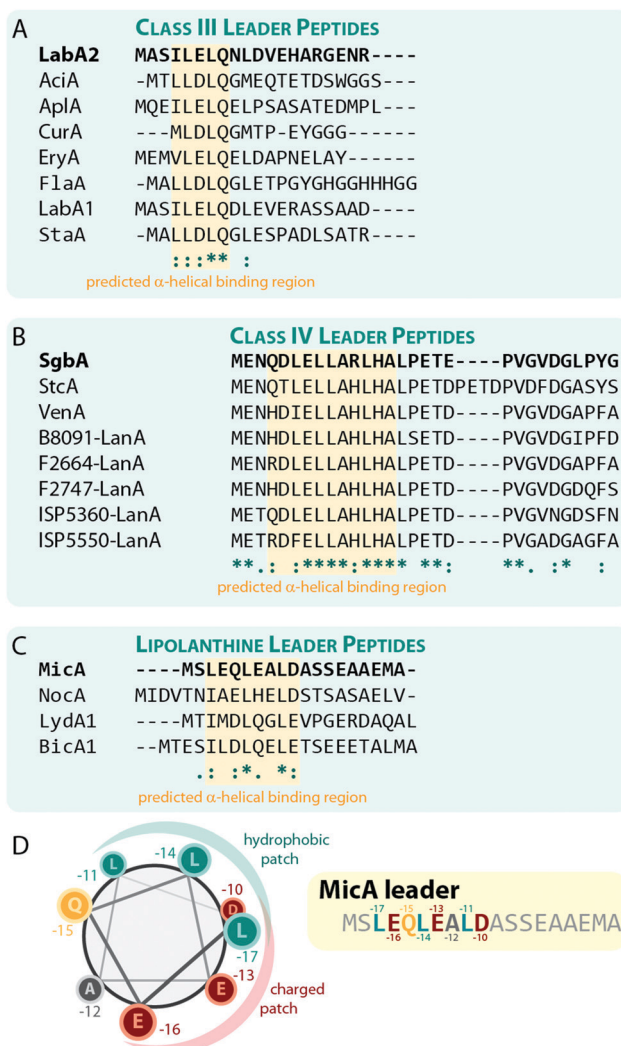 A
CLASS III LEADER PEPTIDES
LabA2 MASILELQNLDVEHARGENR----
AciA -MTLLDLQGMEQTETDSWGGS---
AplA MQEILELQELPSASATEDMPL---
CurA ---MLDLQGMTP-EYGGG------
EryA MEMVLELQELDAPNELAY------
FlaA -MALLDLQGLETPGYGHGGHHHGG
LabA1 MASILELQDLEVERASSAAD----
StaA -MALLDLQGLESPADLSATR----
:::** :
predicted α-helical binding region
B
CLASS IV LEADER PEPTIDES
SgbA MENQDLELLARLHALPETE----PVGVDGLPYG
StcA MENQTLELLAHLHALPETDPETDPVDFDGASYS
VenA MENHDIELLAHLHALPETD----PVGVDGAPFA
B8091-LanA MENHDLELLAHLHALSETD----PVGVDGIPFD
F2664-LanA MENRDLELLAHLHALPETD----PVGVDGAPFA
F2747-LanA MENHDLELLAHLHALPETD----PVGVDGDQFS
ISP5360-LanA METQDLELLAHLHALPETD----PVGVNGDSFN
ISP5550-LanA METRDFELLAHLHALPETD----PVGADGAGFA
**.: :****:**** **: **. :* :
predicted α-helical binding region
C
LIPOLANTHINE LEADER PEPTIDES
MicA ----MSLEQLEALDASSEAAEMA-
NocA MIDVTNIAELHELDSTSASAELV-
LydA1 ----MTIMDLQGLEVPGERDAQAL
BicA1 --MTESILDLQELETSEEETALMA
.: :*. *:
predicted α-helical binding region
D
hydrophobic
patch
-14 L
L
-11
-10
D
Q
-15
L
-17
-13
E
A
-12
charged
patch
E -16
MicA leader
-17 -15 -13 -11
MSLEQLEALDASSEAAEMA
-16 -14 -12 -10